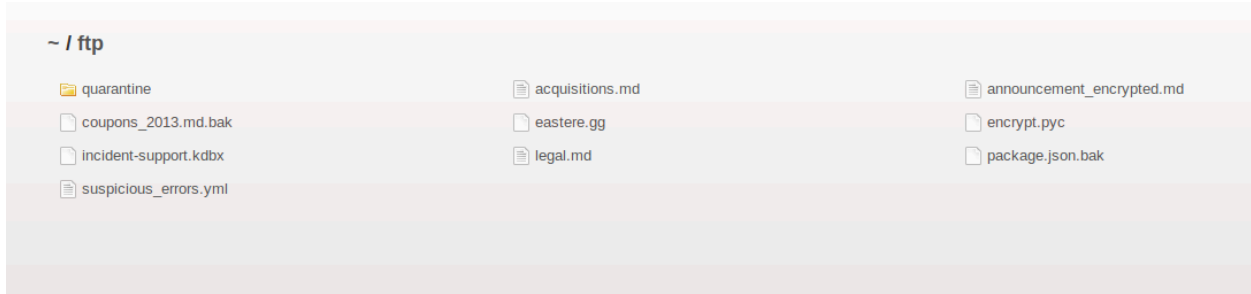 ~ / ftp
quarantine acquisitions.md announcement_encrypted.md
coupons_2013.md.bak eastere.gg encrypt.pyc
incident-support.kdbx legal.md package.json.bak
suspicious_errors.yml